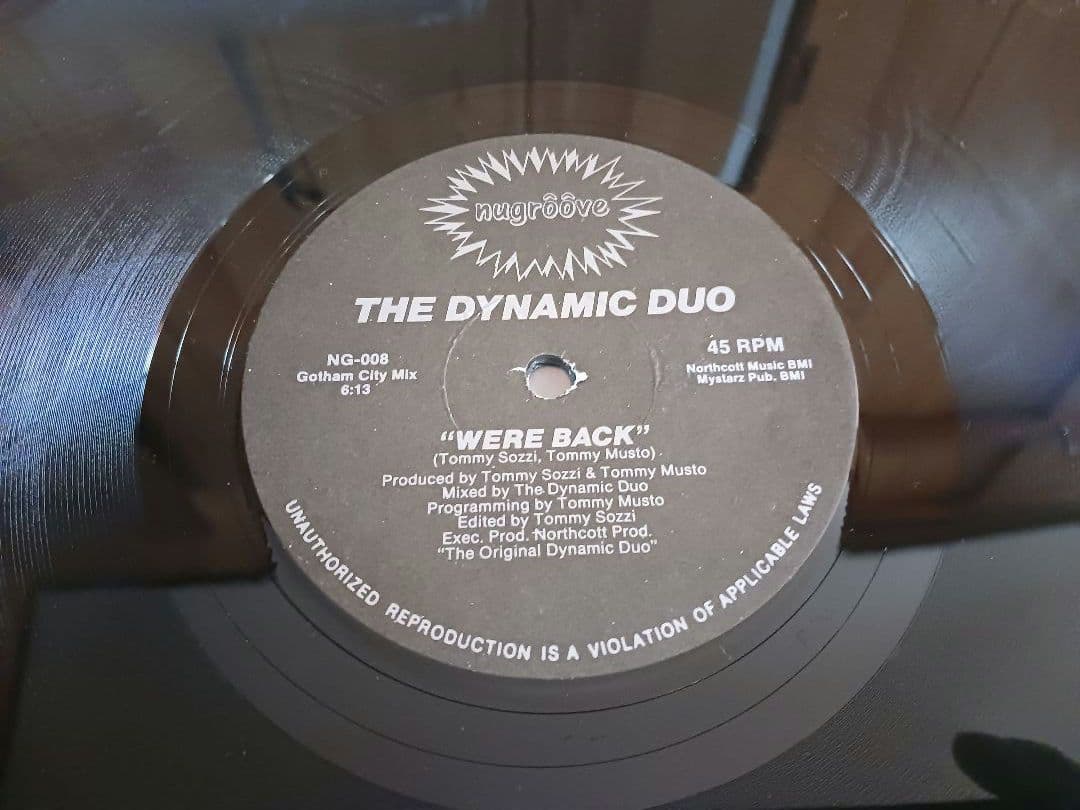 nugrôôve
THE DYNAMIC DUO
NG-008
Gotham City Mix
6:13
45 RPM
Northcott Music BMI
Mystarz Pub. BMI
"WERE BACK"
(Tommy Sozzi, Tommy Musto)
Produced by Tommy Sozzi & Tommy Musto
Mixed by The Dynamic Duo
Programming by Tommy Musto
Edited by Tommy Sozzi
Exec. Prod. Northcott Prod.
"The Original Dynamic Duo"
UNAUTHORIZED REPRODUCTION IS A VIOLATION OF APPLICABLE LAWS